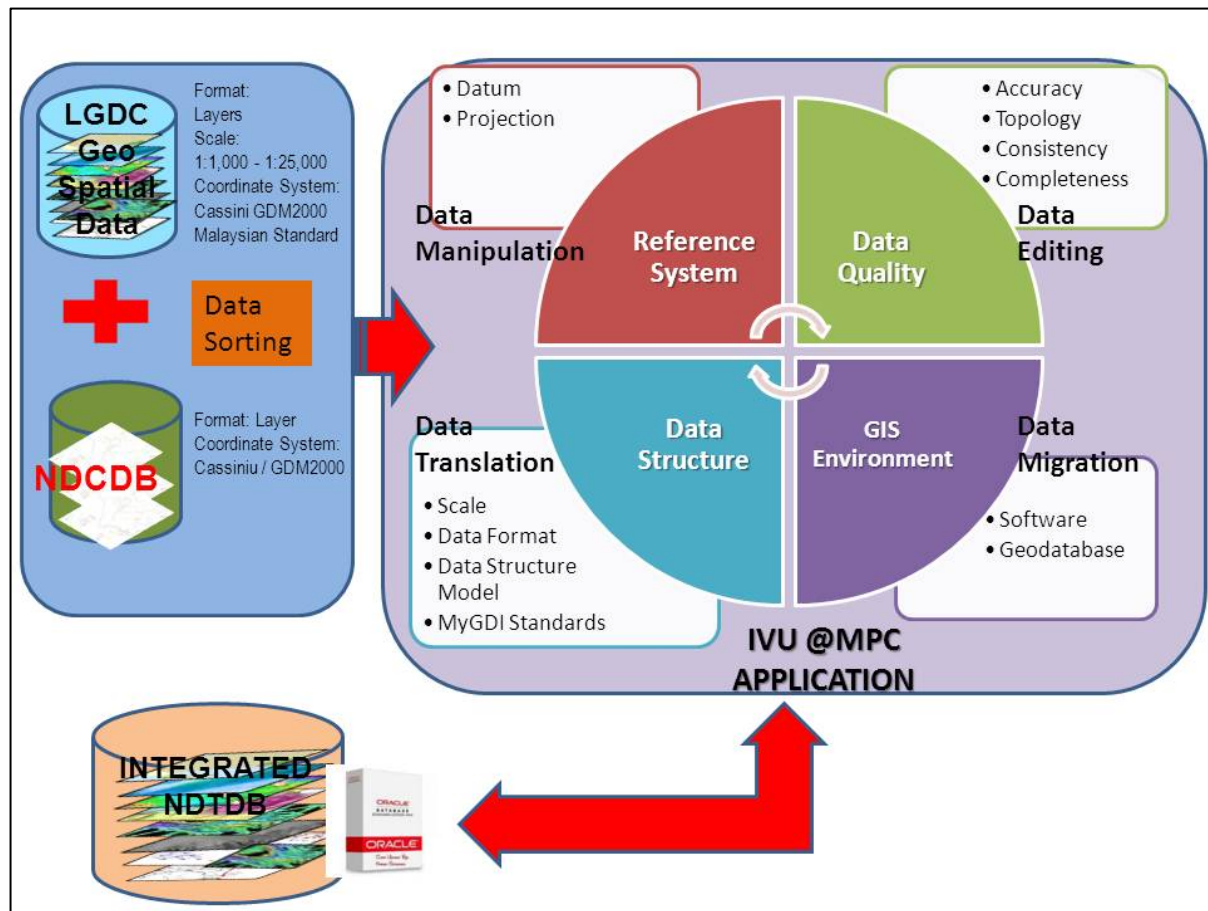 LGDC
Geo
Spatial
Data
Format:
Layers
Scale:
1:1,000 - 1:25,000
Coordinate System:
Cassini GDM2000
Malaysian Standard
Data
Sorting
NDCDB
Format: Layer
Coordinate System:
Cassiniu / GDM2000
• Datum
• Projection
Data
Manipulation
Reference
System
• Accuracy
• Topology
• Consistency
• Completeness
Data
Editing
Data
Quality
Data
Translation
• Scale
• Data Format
• Data Structure
Model
• MyGDI Standards
Data
Structure
GIS
Environment
Data
Migration
• Software
• Geodatabase
IVU @MPC
APPLICATION
INTEGRATED
NDTDB
ORACLE
DATABASE
ORACLE